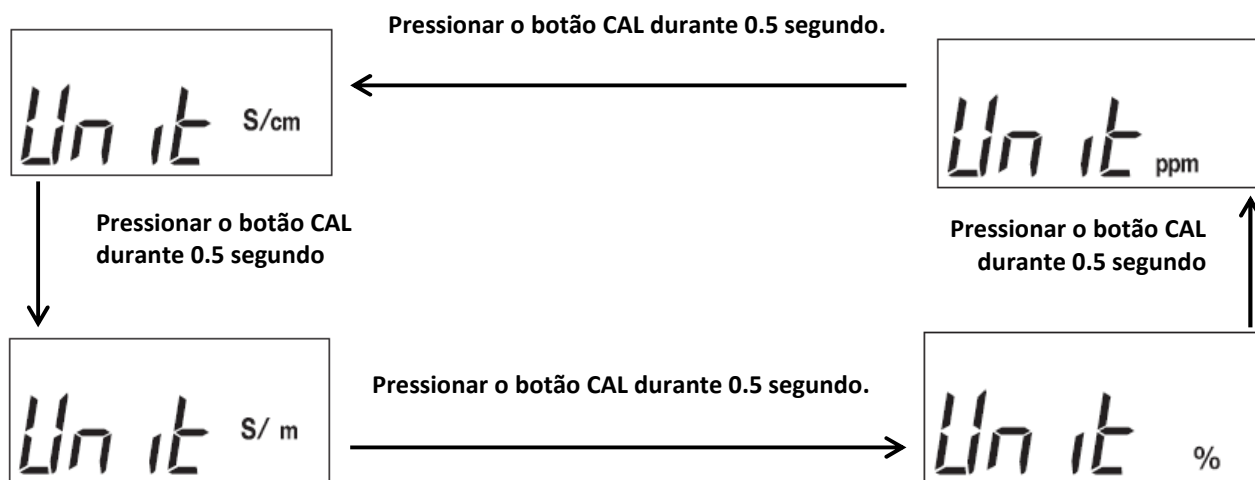 Pressionar o botão CAL durante 0.5 segundo.
Unit S/cm
Unit ppm
Pressionar o botão CAL
durante 0.5 segundo
Pressionar o botão CAL
durante 0.5 segundo
Unit S/ m
Pressionar o botão CAL durante 0.5 segundo.
Unit %